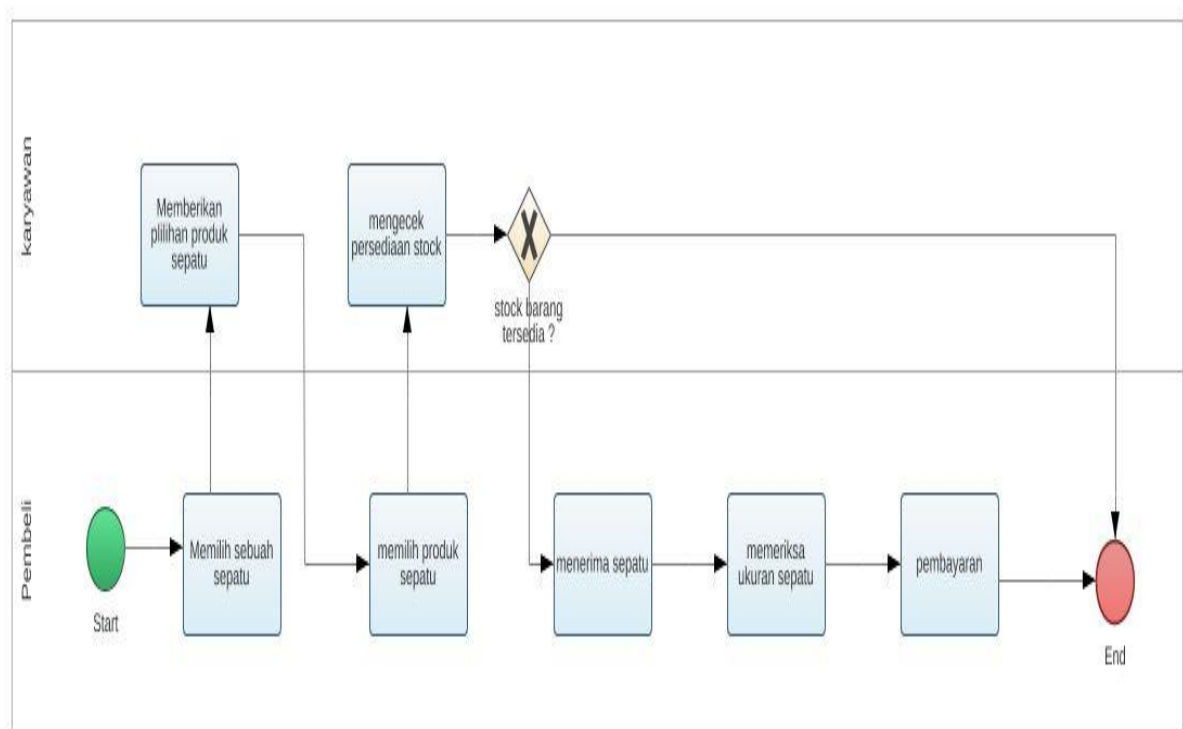 karyawan
Memberikan
plilihan produk
sepatu
mengecek
persediaan stock
stock barang
tersedia ?
Pembeli
Start
Memilih sebuah
sepatu
memilih produk
sepatu
menerima sepatu
memeriksa
ukuran sepatu
pembayaran
End